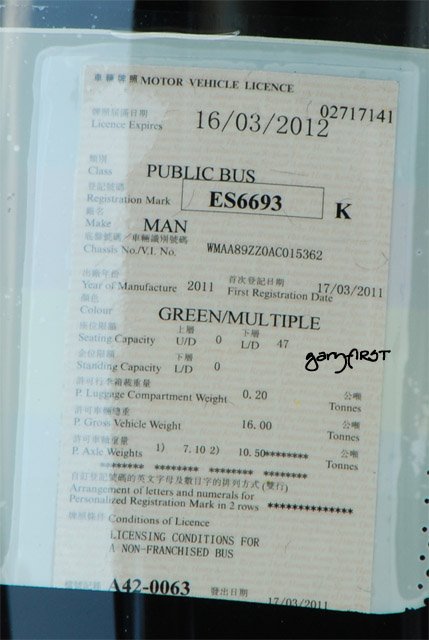 車輛牌照 MOTOR VEHICLE LICENCE
02717141
牌照屆滿日期
Licence Expires 16/03/2012
類別
Class PUBLIC BUS
登記號碼
Registration Mark ES6693 K
廠名
Make MAN
底盤號碼/車輛識別號碼
Chassis No./V.I. No. WMAA89ZZ0AC015362
出廠年份 首次登記日期
Year of Manufacture 2011 First Registration Date 17/03/2011
顏色
Colour GREEN/MULTIPLE
座位限額 上層 下層
Seating Capacity U/D 0 L/D 47
企位限額 下層
Standing Capacity L/D 0
gamFIRST
許可行李箱載重量 公噸
P. Luggage Compartment Weight 0.20 Tonnes
許可車輛總重 公噸
P. Gross Vehicle Weight 16.00 Tonnes
許可車軸重量 公噸
P. Axle Weights 1) 7.10 2) 10.50******** Tonnes
******** ******** ******** ********
自訂登記號碼的英文字母及數目字的排列方式 (雙行)
Arrangement of letters and numerals for
Personalized Registration Mark in 2 rows **************
牌照條件 Conditions of Licence
LICENSING CONDITIONS FOR
A NON-FRANCHISED BUS
A42-0063 發出日期 17/03/2011